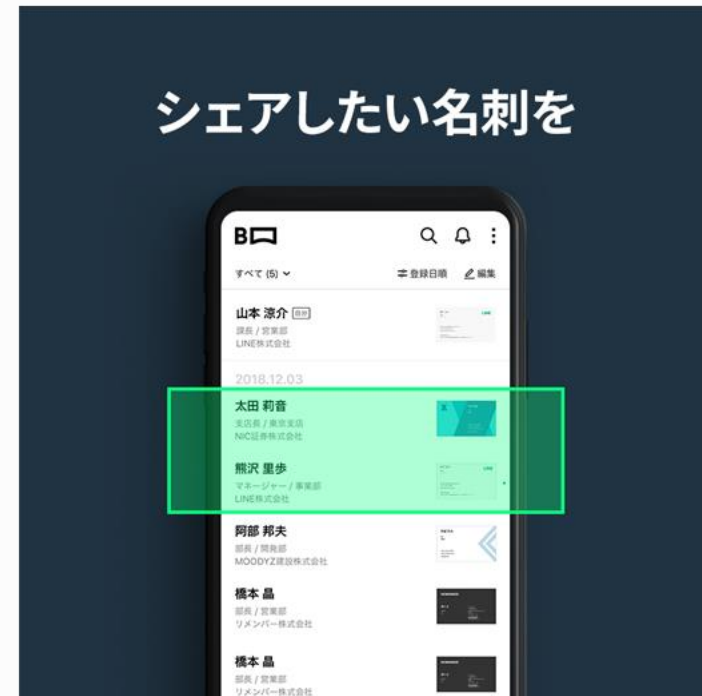 シェアしたい名刺を
すべて (5)
登録日順
編集
山本 涼介
課長 / 営業部
LINE株式会社
2018.12.03
太田 莉音
支店長 / 東京支店
NIC証券株式会社
熊沢 里歩
マネージャー / 事業部
LINE株式会社
阿部 邦夫
部長 / 開発部
MOODYZ建設株式会社
橋本 晶
部長 / 営業部
リメンバー株式会社
橋本 晶
部長 / 営業部
リメンバー株式会社